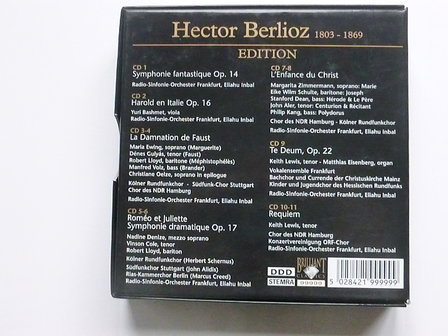 Hector Berlioz 1803 - 1869
EDITION
CD 1
Symphonie fantastique Op. 14
Radio-Sinfonie-Orchester Frankfurt, Eliahu Inbal
CD 2
Harold en Italie Op. 16
Yuri Bashmet, viola
Radio-Sinfonie-Orchester Frankfurt, Eliahu Inbal
CD 3-4
La Damnation de Faust
Maria Ewing, soprano (Marguerite)
Dénes Gulyás, tenor (Faust)
Robert Lloyd, baritone (Méphistophélès)
Manfred Volz, bass (Brander)
Christiane Oelze, soprano in epilogue
Kölner Rundfunkchor - Südfunk-Chor Stuttgart
Chor des NDR Hamburg
Radio-Sinfonie-Orchester Frankfurt, Eliahu Inbal
CD 5-6
Roméo et Juliette
Symphonie dramatique Op. 17
Nadine Denize, mezzo soprano
Vinson Cole, tenor
Robert Lloyd, baritone
Kölner Rundfunkchor (Herbert Schernus)
Südfunkchor Stuttgart (John Alldis)
Rias-Kammerchor Berlin (Marcus Creed)
Radio-Sinfonie-Orchester Frankfurt, Eliahu Inbal
CD 7-8
L'Enfance du Christ
Margarita Zimmermann, soprano: Marie
Eike Wilm Schulte, baritone: Joseph
Stanford Dean, bass: Hérode & Le Père
John Aler, tenor: Centurion & Récitant
Philip Kang, bass: Polydorus
Chor des NDR Hamburg - Kölner Rundfunkchor
Radio-Sinfonie-Orchester Frankfurt, Eliahu Inbal
CD 9
Te Deum, Op. 22
Keith Lewis, tenor - Matthias Eisenberg, organ
Vokalensemble Frankfurt
Bachchor und Currende der Christuskirche Mainz
Kinder und Jugendchor des Hessischen Rundfunks
Radio-Sinfonie-Orchester Frankfurt, Eliahu Inbal
CD 10-11
Requiem
Keith Lewis, tenor
Chor des NDR Hamburg
Konzertvereinigung ORF-Chor
Radio-Sinfonie-Orchester Frankfurt, Eliahu Inbal
DDD
STEMRA
99999
BRILLIANT
CLASSICS
5 028421 999999